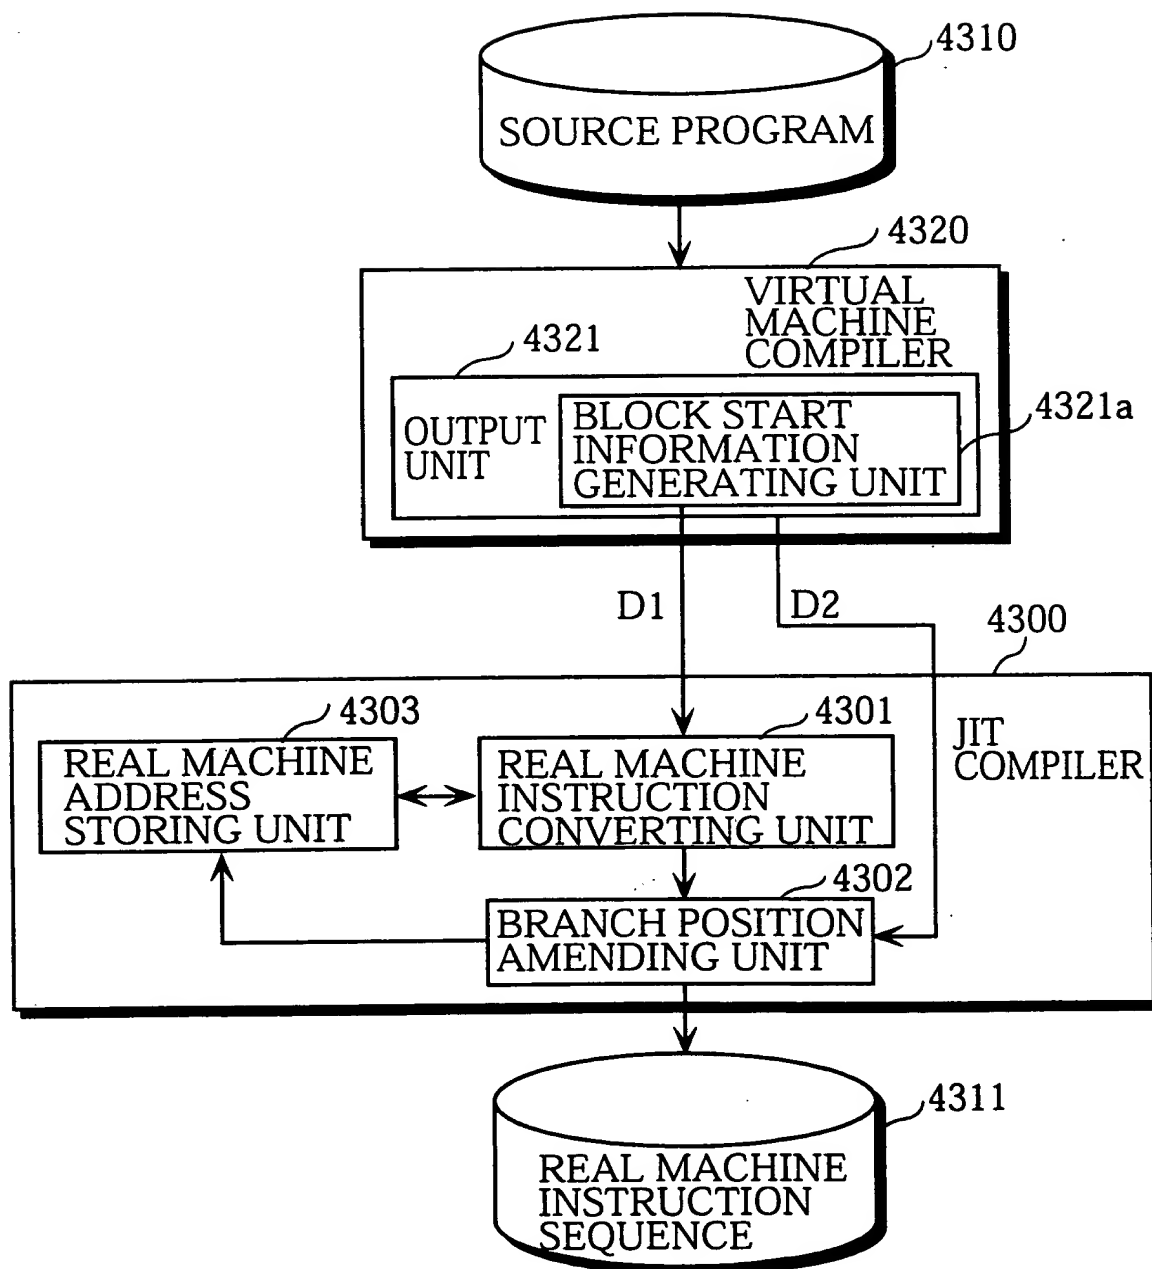 4310
SOURCE PROGRAM
4320
VIRTUAL
MACHINE
COMPILER
4321
OUTPUT
UNIT
BLOCK START
INFORMATION
GENERATING UNIT
4321a
D1
D2
4300
JIT
COMPILER
4303
REAL MACHINE
ADDRESS
STORING UNIT
4301
REAL MACHINE
INSTRUCTION
CONVERTING UNIT
4302
BRANCH POSITION
AMENDING UNIT
4311
REAL MACHINE
INSTRUCTION
SEQUENCE